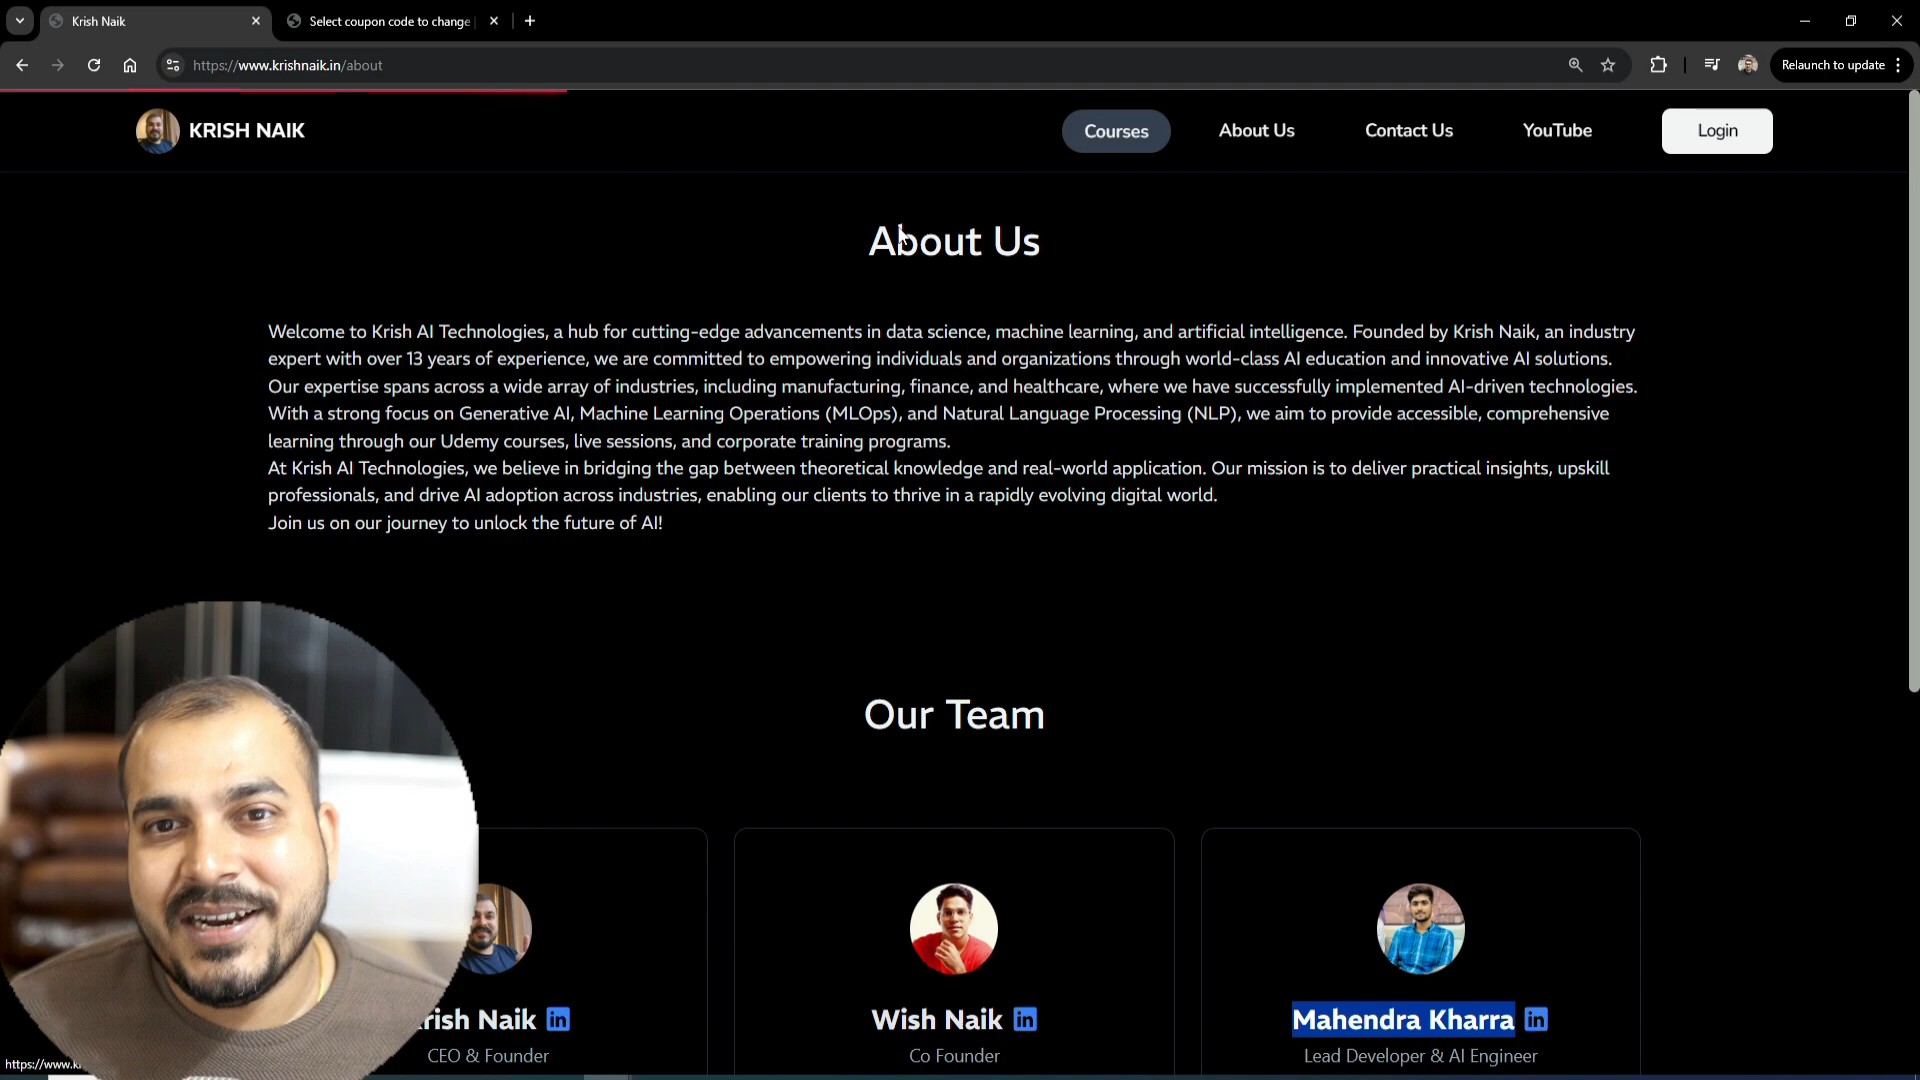 Krish Naik
Select coupon code to change
https://www.krishnaik.in/about
Relaunch to update
KRISH NAIK
Courses
About Us
Contact Us
YouTube
Login
About Us
Welcome to Krish AI Technologies, a hub for cutting-edge advancements in data science, machine learning, and artificial intelligence. Founded by Krish Naik, an industry
expert with over 13 years of experience, we are committed to empowering individuals and organizations through world-class AI education and innovative AI solutions.
Our expertise spans across a wide array of industries, including manufacturing, finance, and healthcare, where we have successfully implemented AI-driven technologies.
With a strong focus on Generative AI, Machine Learning Operations (MLOps), and Natural Language Processing (NLP), we aim to provide accessible, comprehensive
learning through our Udemy courses, live sessions, and corporate training programs.
At Krish AI Technologies, we believe in bridging the gap between theoretical knowledge and real-world application. Our mission is to deliver practical insights, upskill
professionals, and drive AI adoption across industries, enabling our clients to thrive in a rapidly evolving digital world.
Join us on our journey to unlock the future of AI!
Our Team
rish Naik in
CEO & Founder
Wish Naik in
Co Founder
Mahendra Kharra in
Lead Developer & AI Engineer
https://www.k